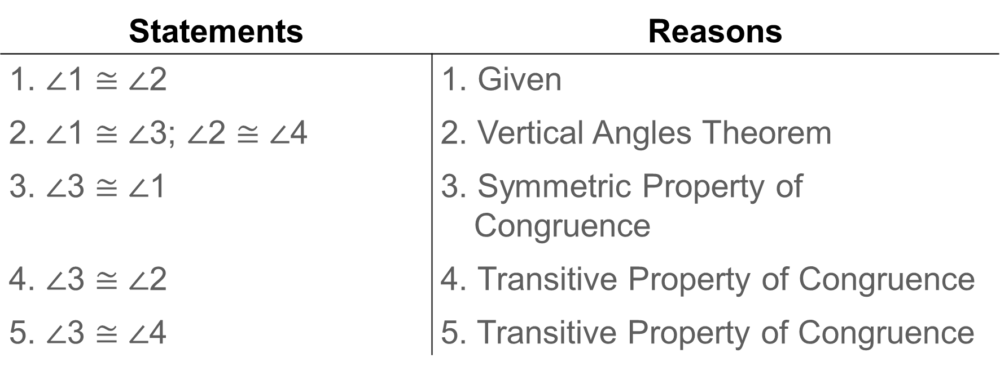 Statements Reasons
1. ∠1 ≅ ∠2 1. Given
2. ∠1 ≅ ∠3; ∠2 ≅ ∠4 2. Vertical Angles Theorem
3. ∠3 ≅ ∠1 3. Symmetric Property of
Congruence
4. ∠3 ≅ ∠2 4. Transitive Property of Congruence
5. ∠3 ≅ ∠4 5. Transitive Property of Congruence